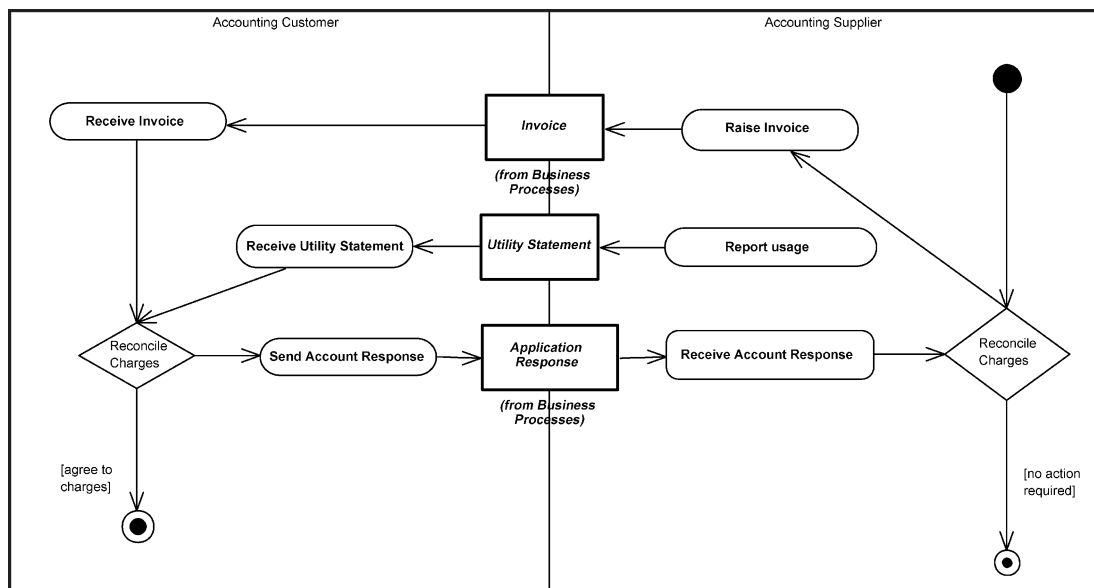 Accounting Customer
Accounting Supplier
Receive Invoice
Invoice
Raise Invoice
(from Business
Processes)
Receive Utility Statement
Utility Statement
Report usage
Reconcile
Charges
Send Account Response
Application
Response
Receive Account Response
Reconcile
Charges
(from Business
Processes)
[agree to
charges]
[no action
required]